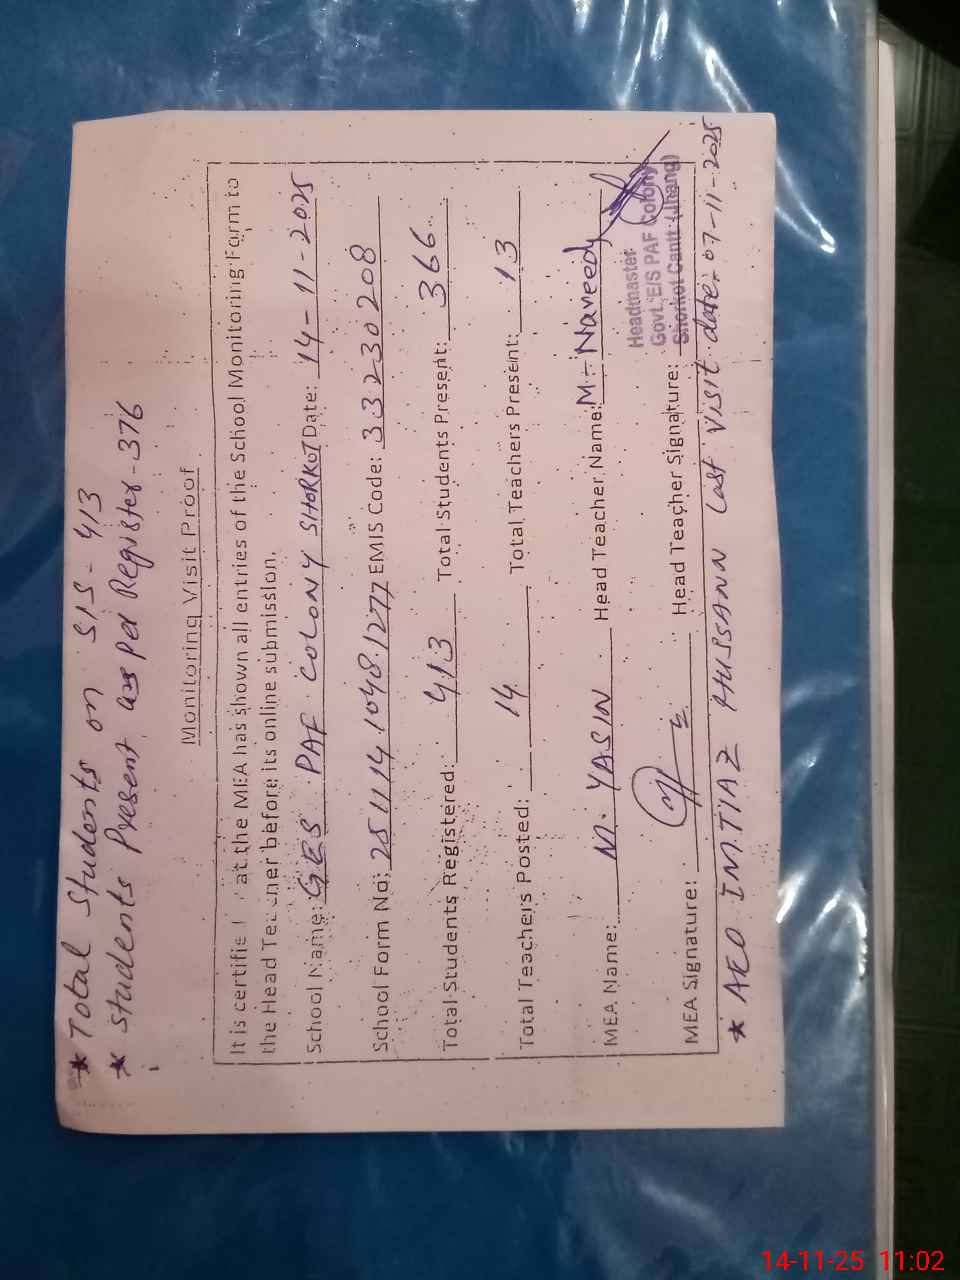 * Total Students on SIS - 413
* Students Present as per Register - 376
Monitoring Visit Proof
It is certifie at the MEA has shown all entries of the School Monitoring Form to
the Head Teacher before its online submission.
School Name: GES PAF COLONY SHORKOT Date: 14-11-2025
School Form No: 25111410481277 EMIS Code: 33230208
Total Students Registered: 413 Total Students Present: 366
Total Teachers Posted: 14 Total Teachers Present: 13
MEA Name: M. YASIN Head Teacher Name: M-Naveed
Headmaster
Govt. E/S PAF Colony
Shorkot Cantt (Jhang)
MEA Signature: Head Teacher Signature:
* AEO IMTIAZ HUSSANN Last Visit date: 07-11-2025
14-11-25 11:02